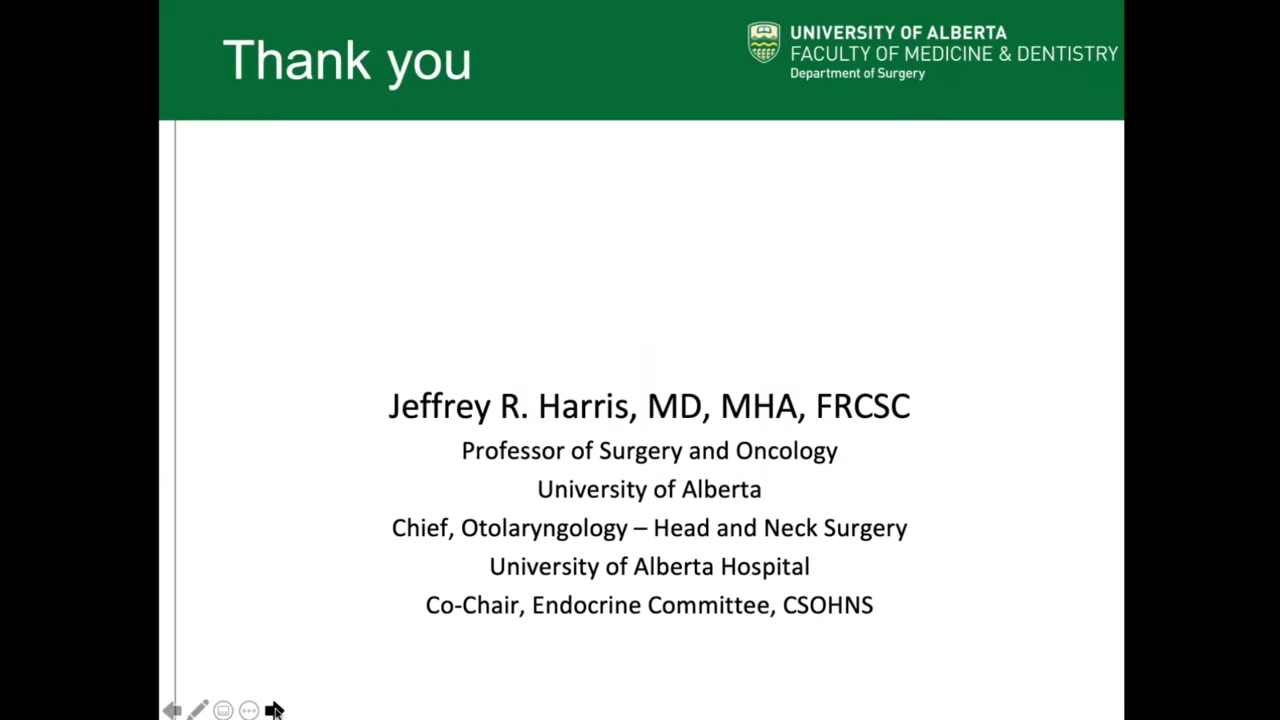 Thank you
UNIVERSITY OF ALBERTA
FACULTY OF MEDICINE & DENTISTRY
Department of Surgery
Jeffrey R. Harris, MD, MHA, FRCSC
Professor of Surgery and Oncology
University of Alberta
Chief, Otolaryngology – Head and Neck Surgery
University of Alberta Hospital
Co-Chair, Endocrine Committee, CSOHNS